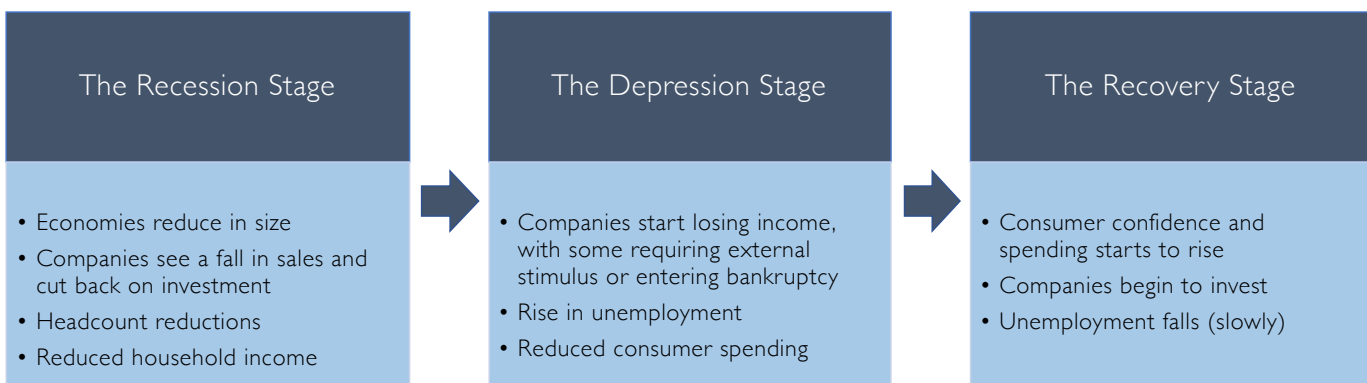 The Recession Stage
• Economies reduce in size
• Companies see a fall in sales and
cut back on investment
• Headcount reductions
• Reduced household income
The Depression Stage
• Companies start losing income,
with some requiring external
stimulus or entering bankruptcy
• Rise in unemployment
• Reduced consumer spending
The Recovery Stage
• Consumer confidence and
spending starts to rise
• Companies begin to invest
• Unemployment falls (slowly)